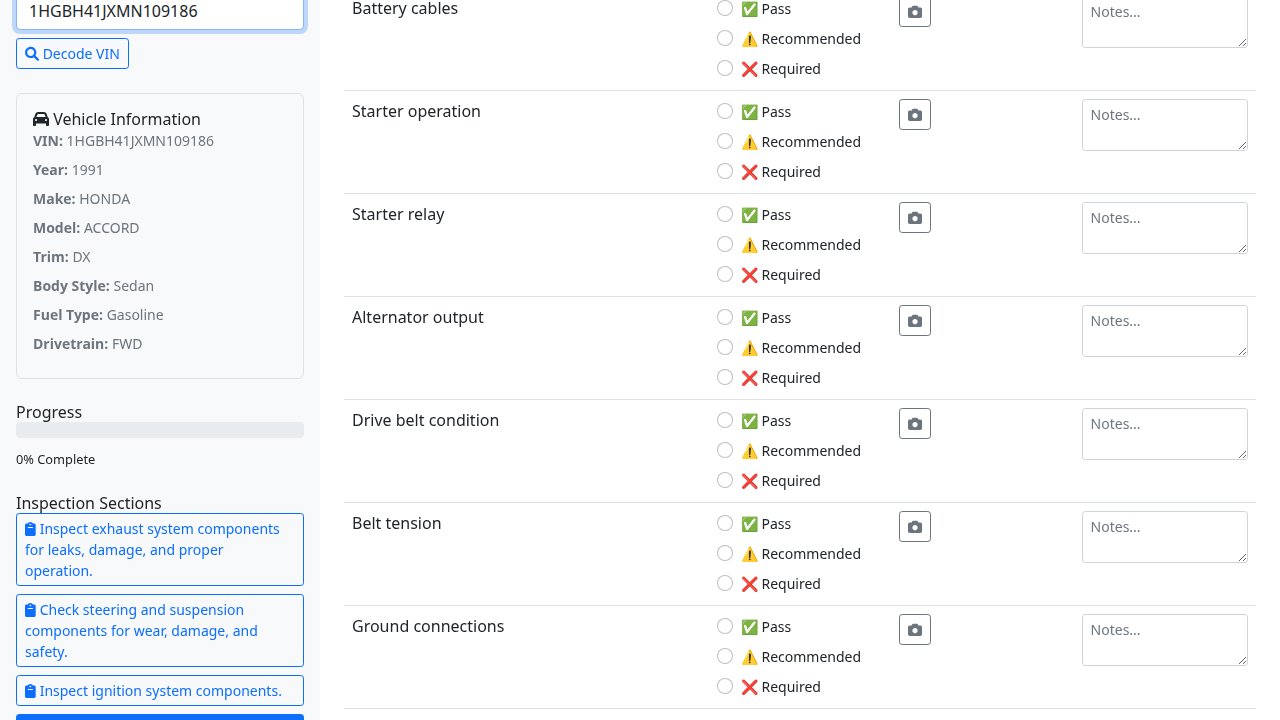 1HGBH41JXMN109186
Decode VIN
Vehicle Information
VIN: 1HGBH41JXMN109186
Year: 1991
Make: HONDA
Model: ACCORD
Trim: DX
Body Style: Sedan
Fuel Type: Gasoline
Drivetrain: FWD
Progress
0% Complete
Inspection Sections
Inspect exhaust system components
for leaks, damage, and proper
operation.
Check steering and suspension
components for wear, damage, and
safety.
Inspect ignition system components.
Battery cables
✅ Pass
⚠️ Recommended
❌ Required
Notes...
Starter operation
✅ Pass
⚠️ Recommended
❌ Required
Notes...
Starter relay
✅ Pass
⚠️ Recommended
❌ Required
Notes...
Alternator output
✅ Pass
⚠️ Recommended
❌ Required
Notes...
Drive belt condition
✅ Pass
⚠️ Recommended
❌ Required
Notes...
Belt tension
✅ Pass
⚠️ Recommended
❌ Required
Notes...
Ground connections
✅ Pass
⚠️ Recommended
❌ Required
Notes...